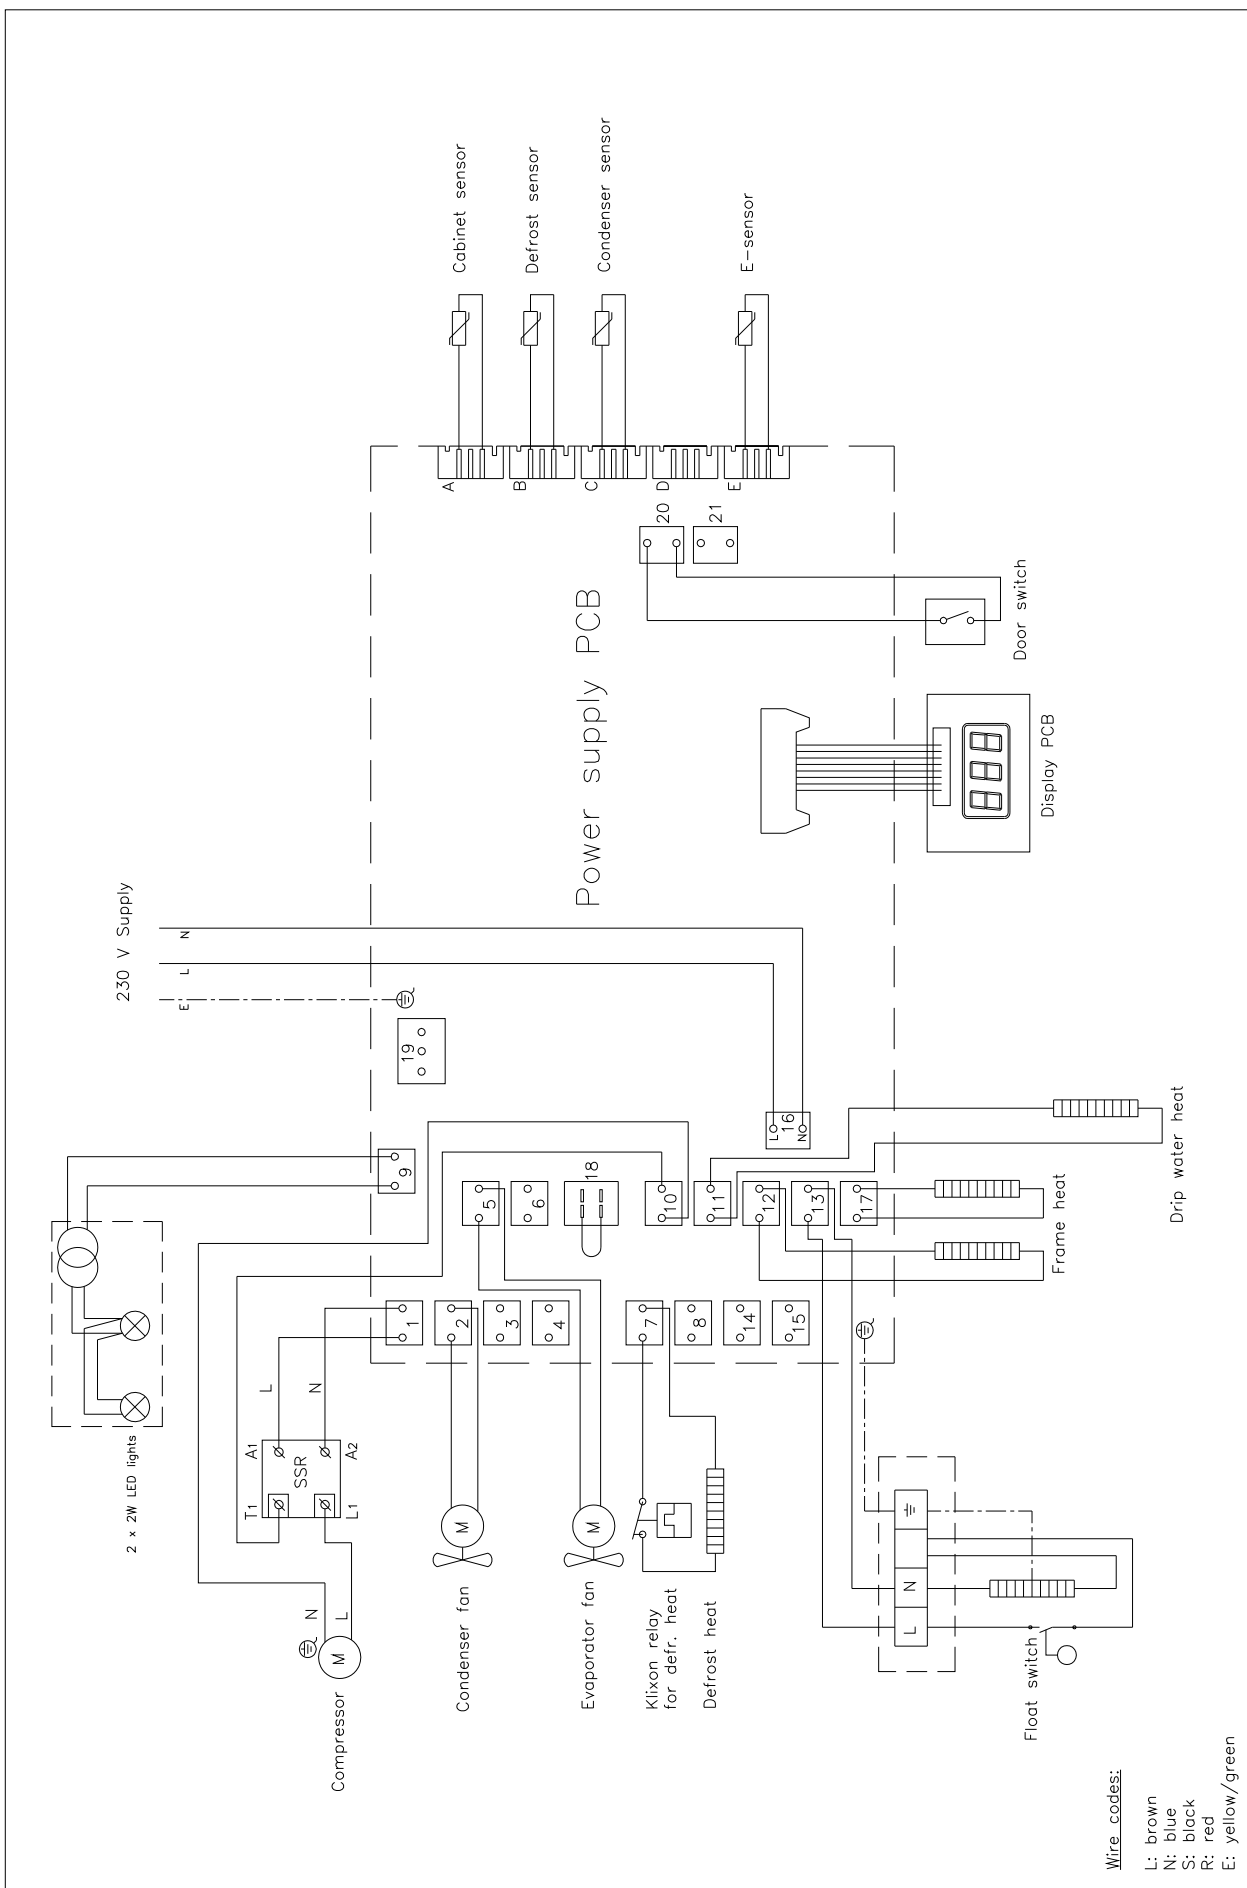 2 x 2W LED lights
230 V Supply
E
L
N
Cabinet sensor
Defrost sensor
Condenser sensor
E-sensor
A
B
C
D
E
Power supply PCB
19
9
5
6
18
10
11
12
13
17
L
16
N
20
21
1
2
3
4
7
8
14
15
L
N
A1
A2
SSR
T1
L1
N
L
M
Compressor
M
Condenser fan
M
Evaporator fan
Klixon relay
for defr. heat
Defrost heat
L
N
Float switch
Frame heat
Drip water heat
Display PCB
Door switch
Wire codes:
L: brown
N: blue
S: black
R: red
E: yellow/green